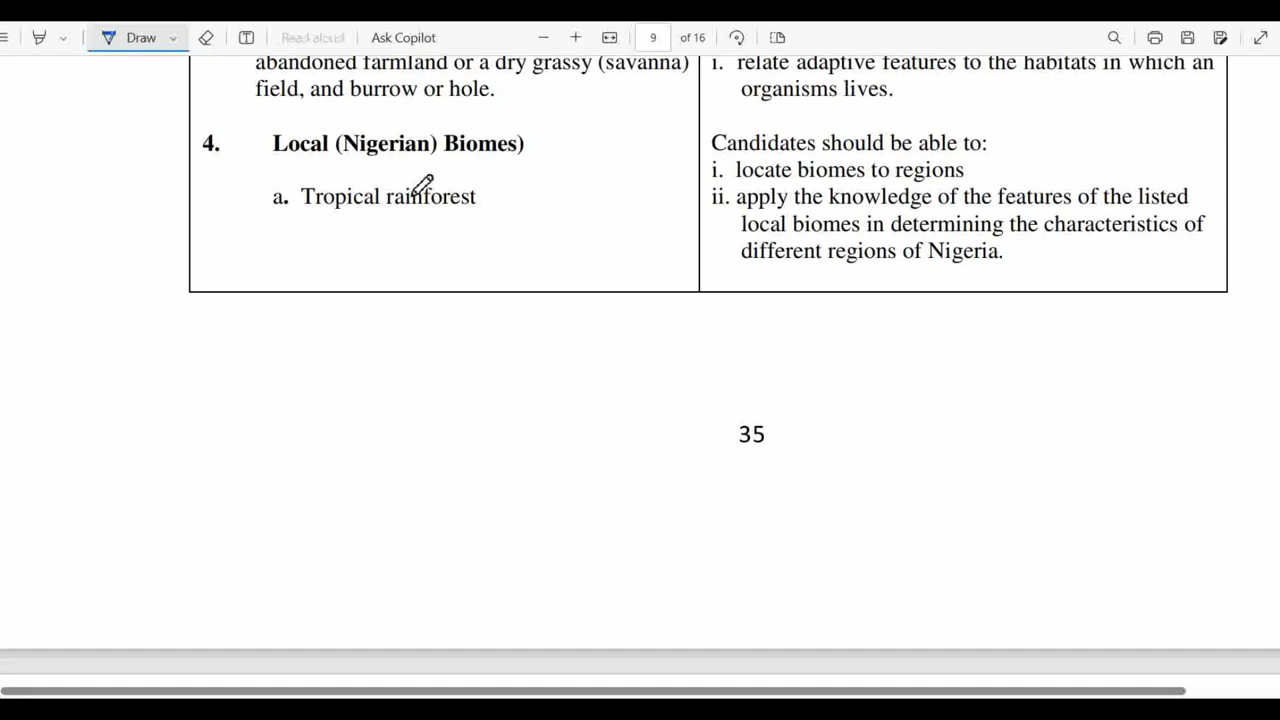 Draw
Read aloud
Ask Copilot
9
of 16
abandoned farmland or a dry grassy (savanna)
field, and burrow or hole.
i. relate adaptive features to the habitats in which an
organisms lives.
4. Local (Nigerian) Biomes)
a. Tropical rainforest
Candidates should be able to:
i. locate biomes to regions
ii. apply the knowledge of the features of the listed
local biomes in determining the characteristics of
different regions of Nigeria.
35